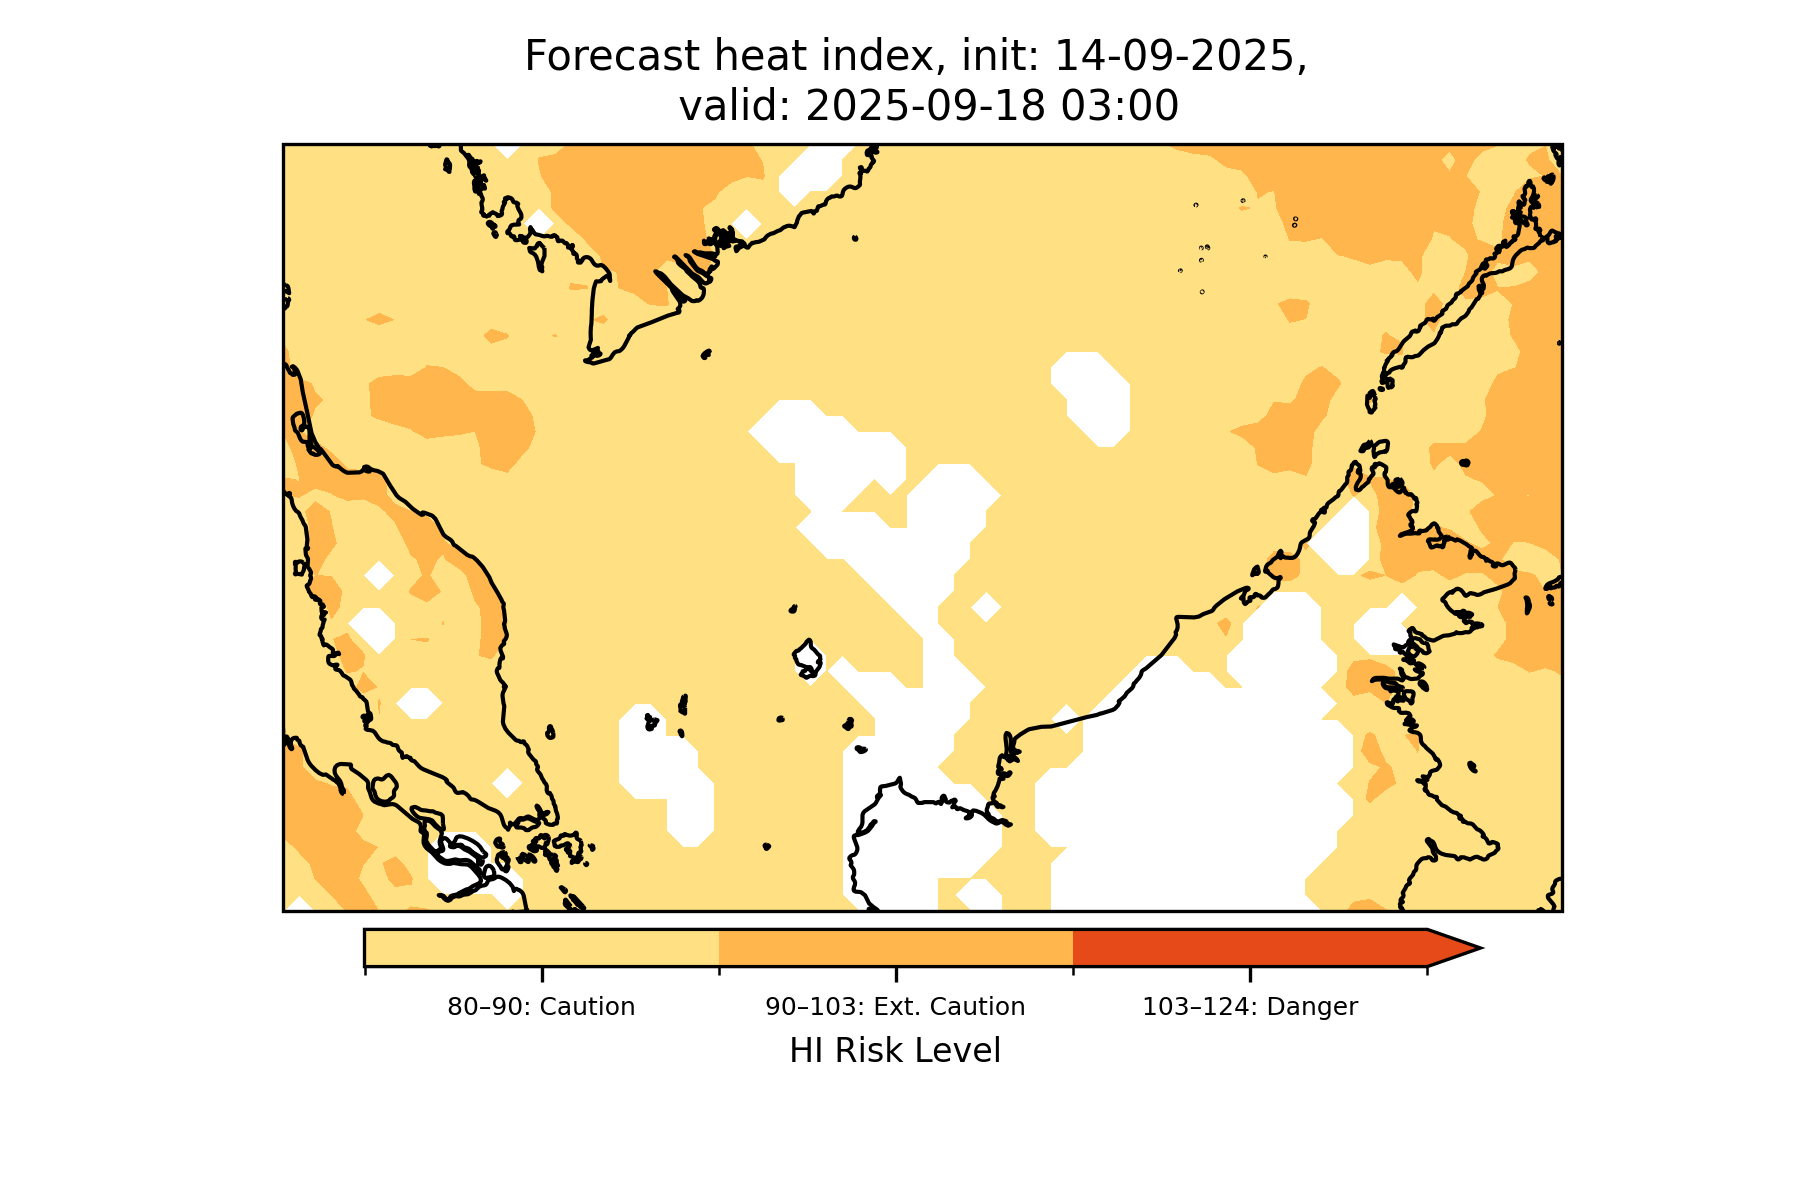 Forecast heat index, init: 14-09-2025,
valid: 2025-09-18 03:00
80–90: Caution
90–103: Ext. Caution
103–124: Danger
HI Risk Level